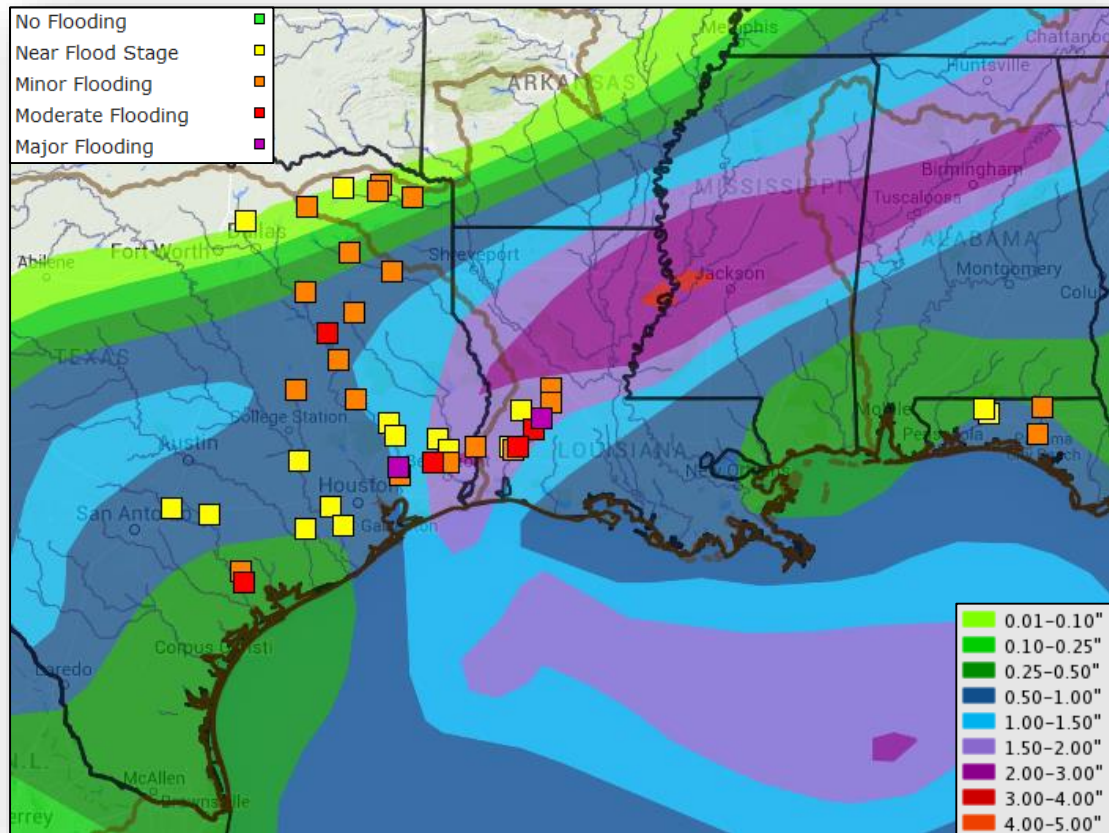 No Flooding
Near Flood Stage
Minor Flooding
Moderate Flooding
Major Flooding
Memphis
Chattanoo
Huntsville
ARKANSAS
MISSISSIPPI
Birmingham
Tuscaloosa
ALABAMA
Dallas
Fort Worth
Abilene
Shreveport
Jackson
Montgomery
Colu
TEXAS
College Station
Austin
Mobile
Pensacola
LOUISIANA
New Orleans
Houston
San Antonio
Galveston
Corpus Christi
Laredo
N.L.
McAllen
Brownsville
errey
0.01-0.10"
0.10-0.25"
0.25-0.50"
0.50-1.00"
1.00-1.50"
1.50-2.00"
2.00-3.00"
3.00-4.00"
4.00-5.00"